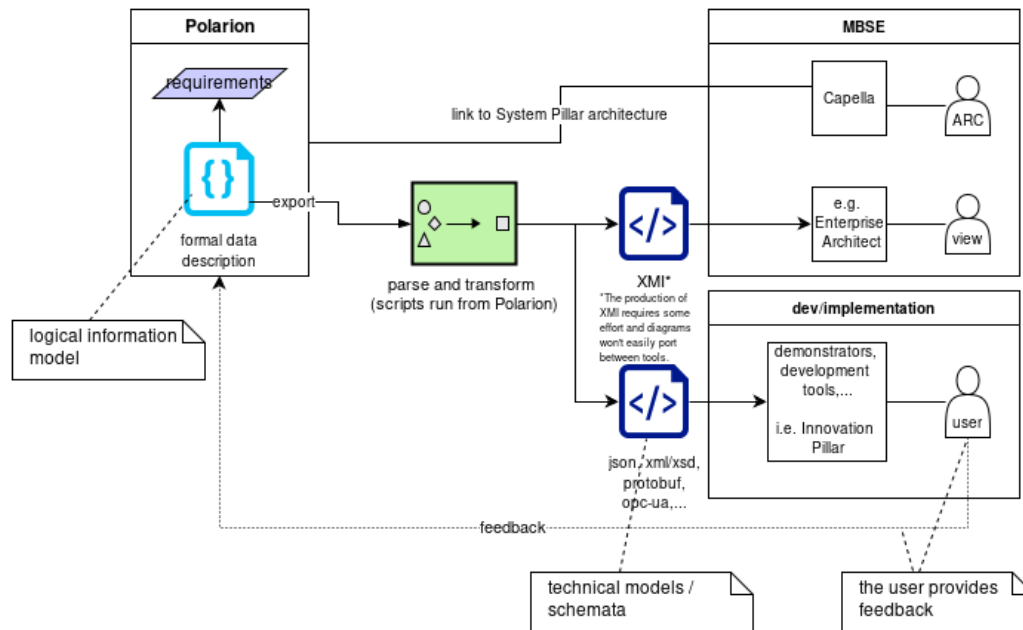 Polarion
requirements
formal data
description
export
logical information
model
parse and transform
(scripts run from Polarion)
link to System Pillar architecture
MBSE
Capella
ARC
e.g.
Enterprise
Architect
view
XMI*
*The production of
XMI requires some
effort and diagrams
won't easily port
between tools.
dev/implementation
demonstrators,
development
tools,...
i.e. Innovation
Pillar
user
json, xml/xsd,
protobuf,
opc-ua,...
feedback
technical models /
schemata
the user provides
feedback